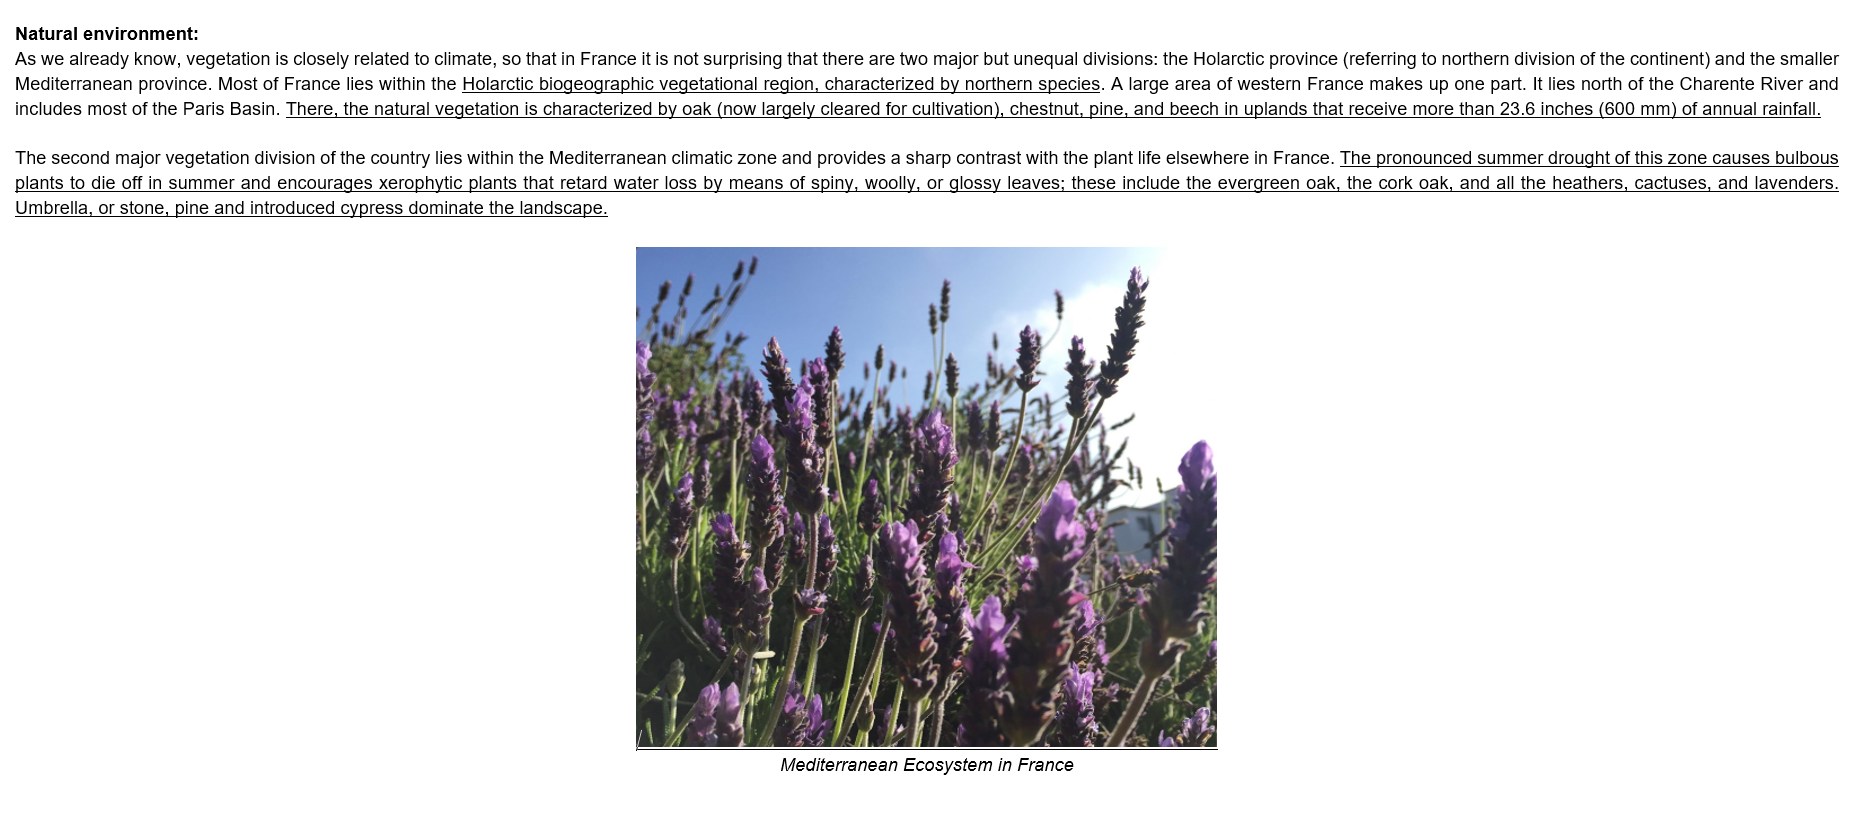 Natural environment:
As we already know, vegetation is closely related to climate, so that in France it is not surprising that there are two major but unequal divisions: the Holarctic province (referring to northern division of the continent) and the smaller
Mediterranean province. Most of France lies within the Holarctic biogeographic vegetational region, characterized by northern species. A large area of western France makes up one part. It lies north of the Charente River and
includes most of the Paris Basin. There, the natural vegetation is characterized by oak (now largely cleared for cultivation), chestnut, pine, and beech in uplands that receive more than 23.6 inches (600 mm) of annual rainfall.
The second major vegetation division of the country lies within the Mediterranean climatic zone and provides a sharp contrast with the plant life elsewhere in France. The pronounced summer drought of this zone causes bulbous
plants to die off in summer and encourages xerophytic plants that retard water loss by means of spiny, woolly, or glossy leaves; these include the evergreen oak, the cork oak, and all the heathers, cactuses, and lavenders.
Umbrella, or stone, pine and introduced cypress dominate the landscape.
Mediterranean Ecosystem in France